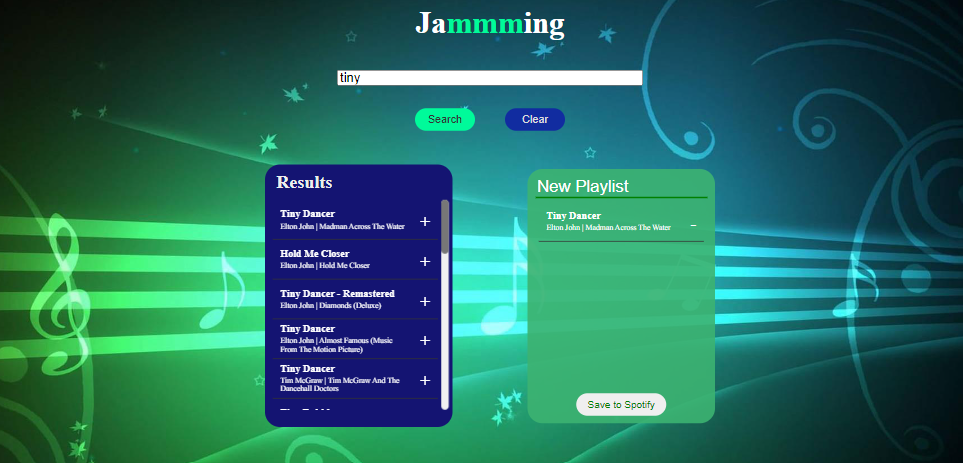 Jammming
tiny
Search
Clear
Results
Tiny Dancer
Elton John | Madman Across The Water
+
Hold Me Closer
Elton John | Hold Me Closer
+
Tiny Dancer - Remastered
Elton John | Diamonds (Deluxe)
+
Tiny Dancer
Elton John | Almost Famous (Music
From The Motion Picture)
+
Tiny Dancer
Tim McGraw | Tim McGraw And The
Dancehall Doctors
+
New Playlist
Tiny Dancer
Elton John | Madman Across The Water
-
Save to Spotify